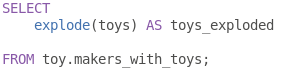 SELECT
    explode(toys) AS toys_exploded
FROM toy.makers_with_toys;